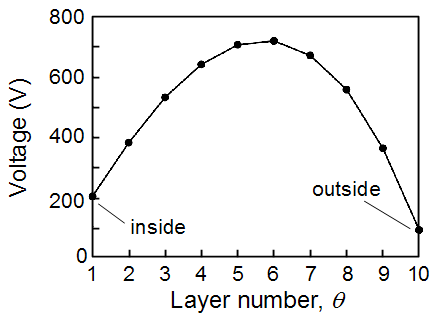 800
600
400
200
0
Voltage (V)
inside
outside
1 2 3 4 5 6 7 8 9 10
Layer number, θ